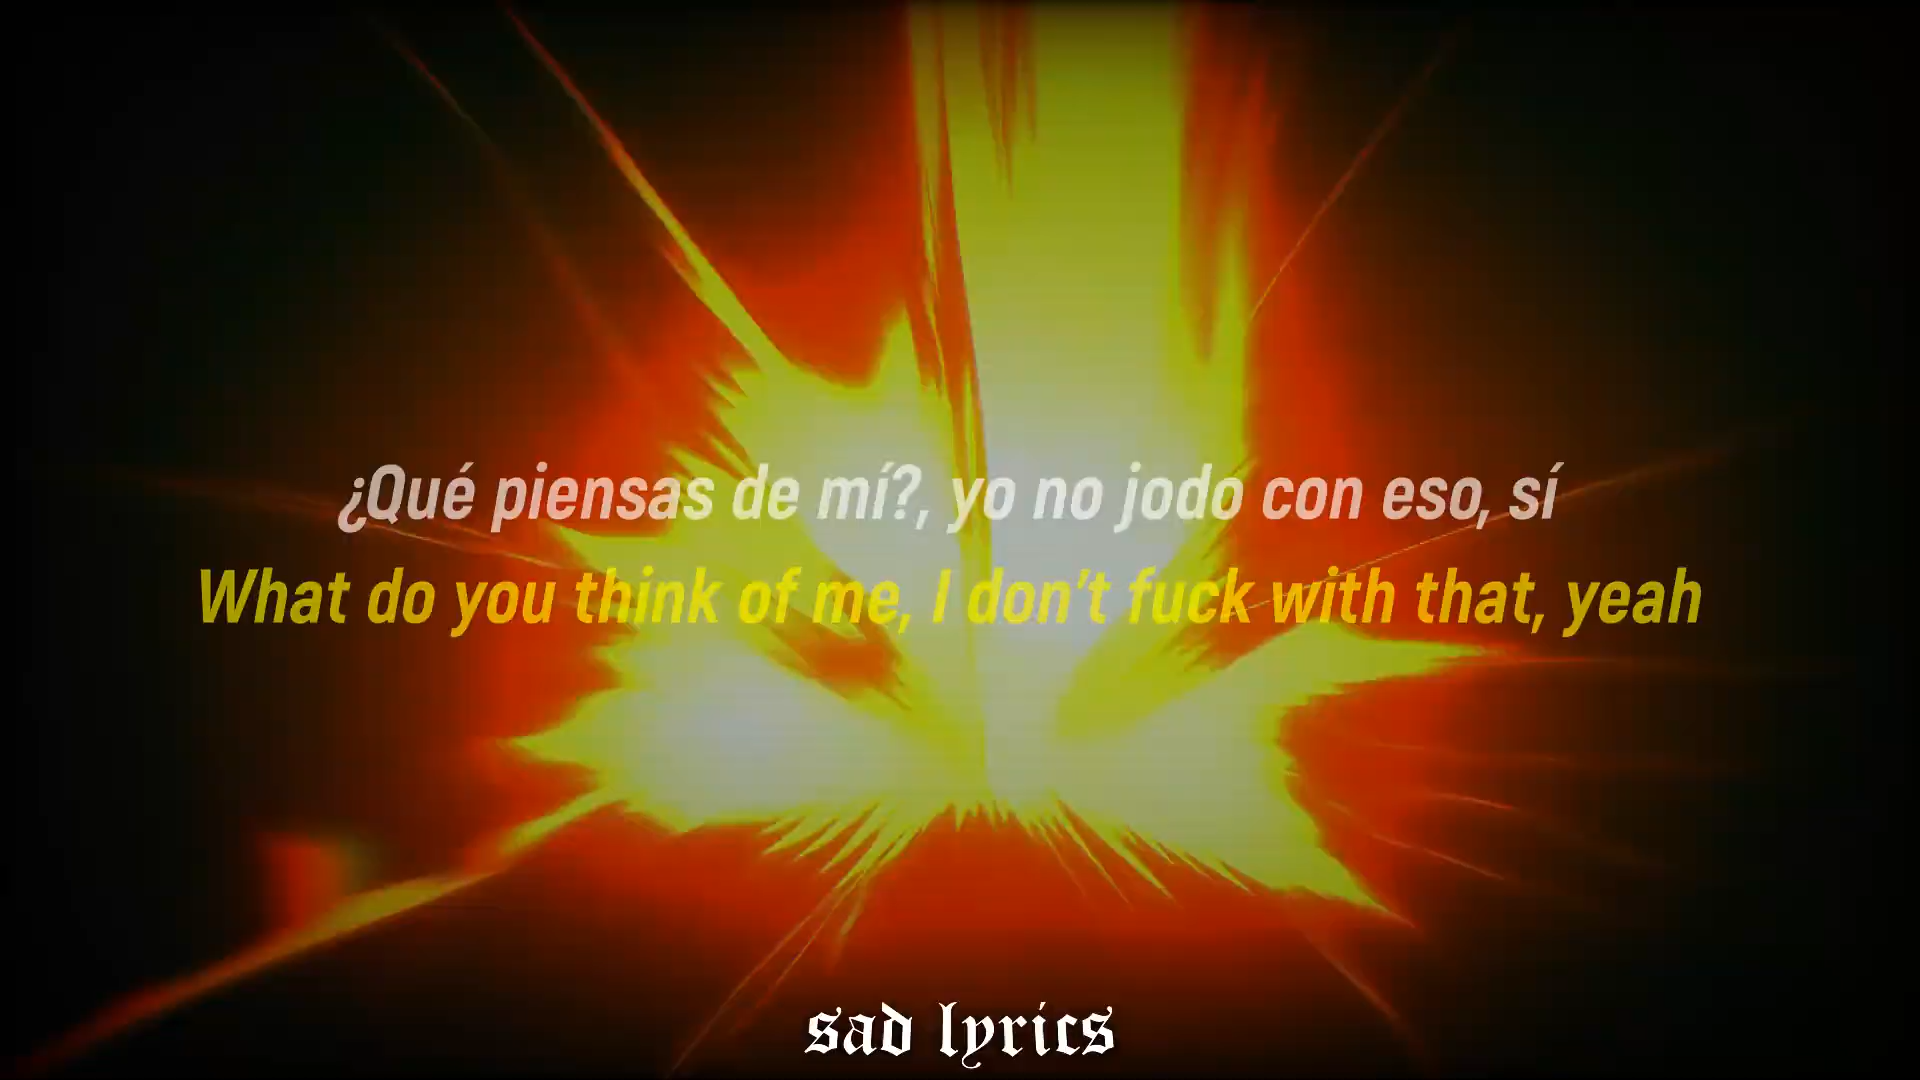 ¿Qué piensas de mí?, yo no jodo con eso, sí
What do you think of me, I don't fuck with that, yeah
sad lyrics